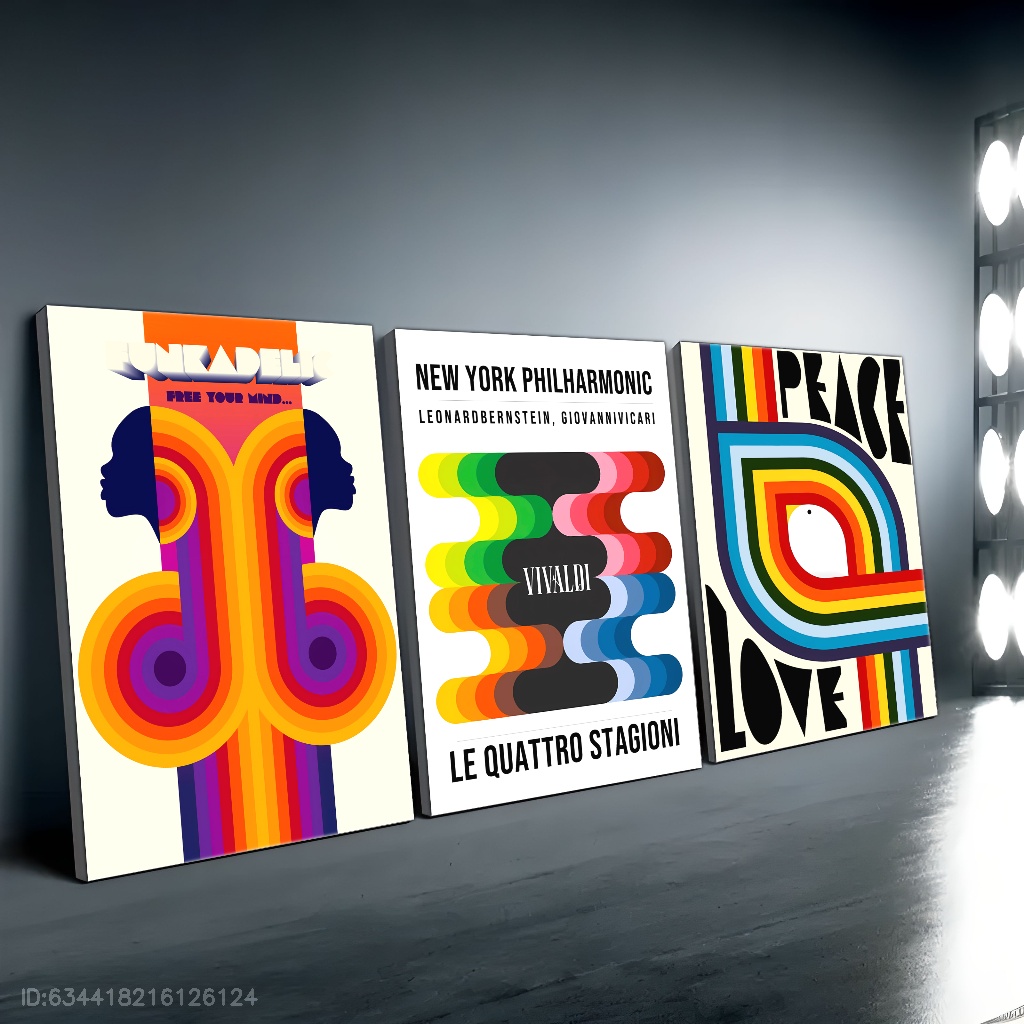 FUNKADELIC
FREE YOUR MIND...
NEW YORK PHILHARMONIC
LEONARDBERNSTEIN, GIOVANNIVICARI
VIVALDI
LE QUATTRO STAGIONI
PEACE
LOVE
ID:634418216126124